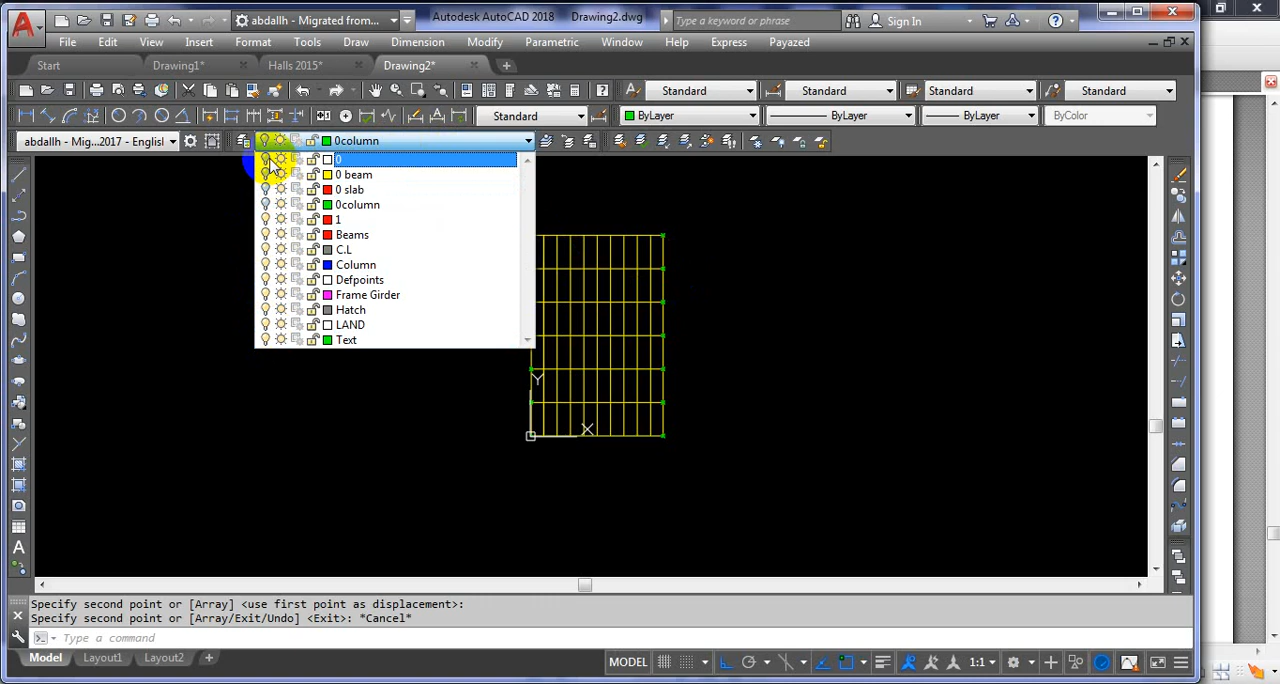 abdallh - Migrated from...
Autodesk AutoCAD 2018 Drawing2.dwg
Type a keyword or phrase
Sign In
File Edit View Insert Format Tools Draw Dimension Modify Parametric Window Help Express Payazed
Start Drawing1* Halls 2015* Drawing2*
Standard Standard Standard Standard
Standard ByLayer ByLayer ByLayer ByColor
abdallh - Mig...2017 - Englisl 0column
0
0 beam
0 slab
0column
1
Beams
C.L
Column
Defpoints
Frame Girder
Hatch
LAND
Text
Y
X
Specify second point or [Array] <use first point as displacement>:
Specify second point or [Array/Exit/Undo] <Exit>: *Cancel*
Type a command
Model Layout1 Layout2 MODEL 1:1